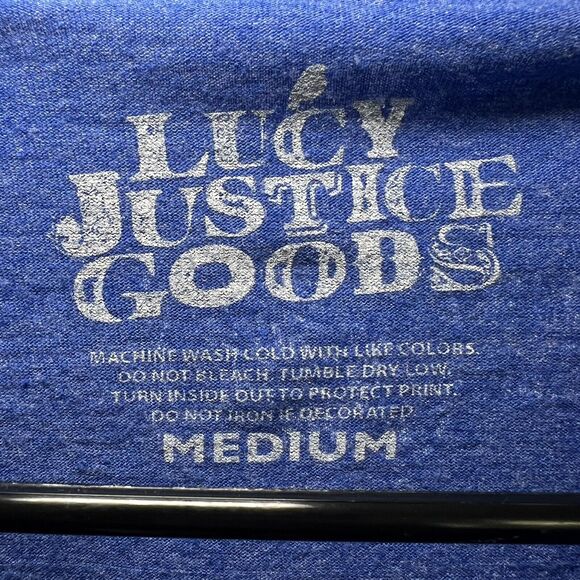 LUCY
JUSTICE
GOODS
MACHINE WASH COLD WITH LIKE COLORS.
DO NOT BLEACH. TUMBLE DRY LOW.
TURN INSIDE OUT TO PROTECT PRINT.
DO NOT IRON IF DECORATED.
MEDIUM